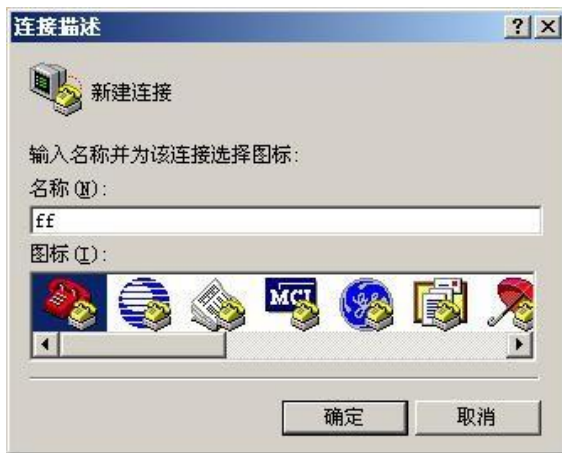 连接描述
新建连接
输入名称并为该连接选择图标:
名称(N):
ff
图标(I):
MCI
确定 取消